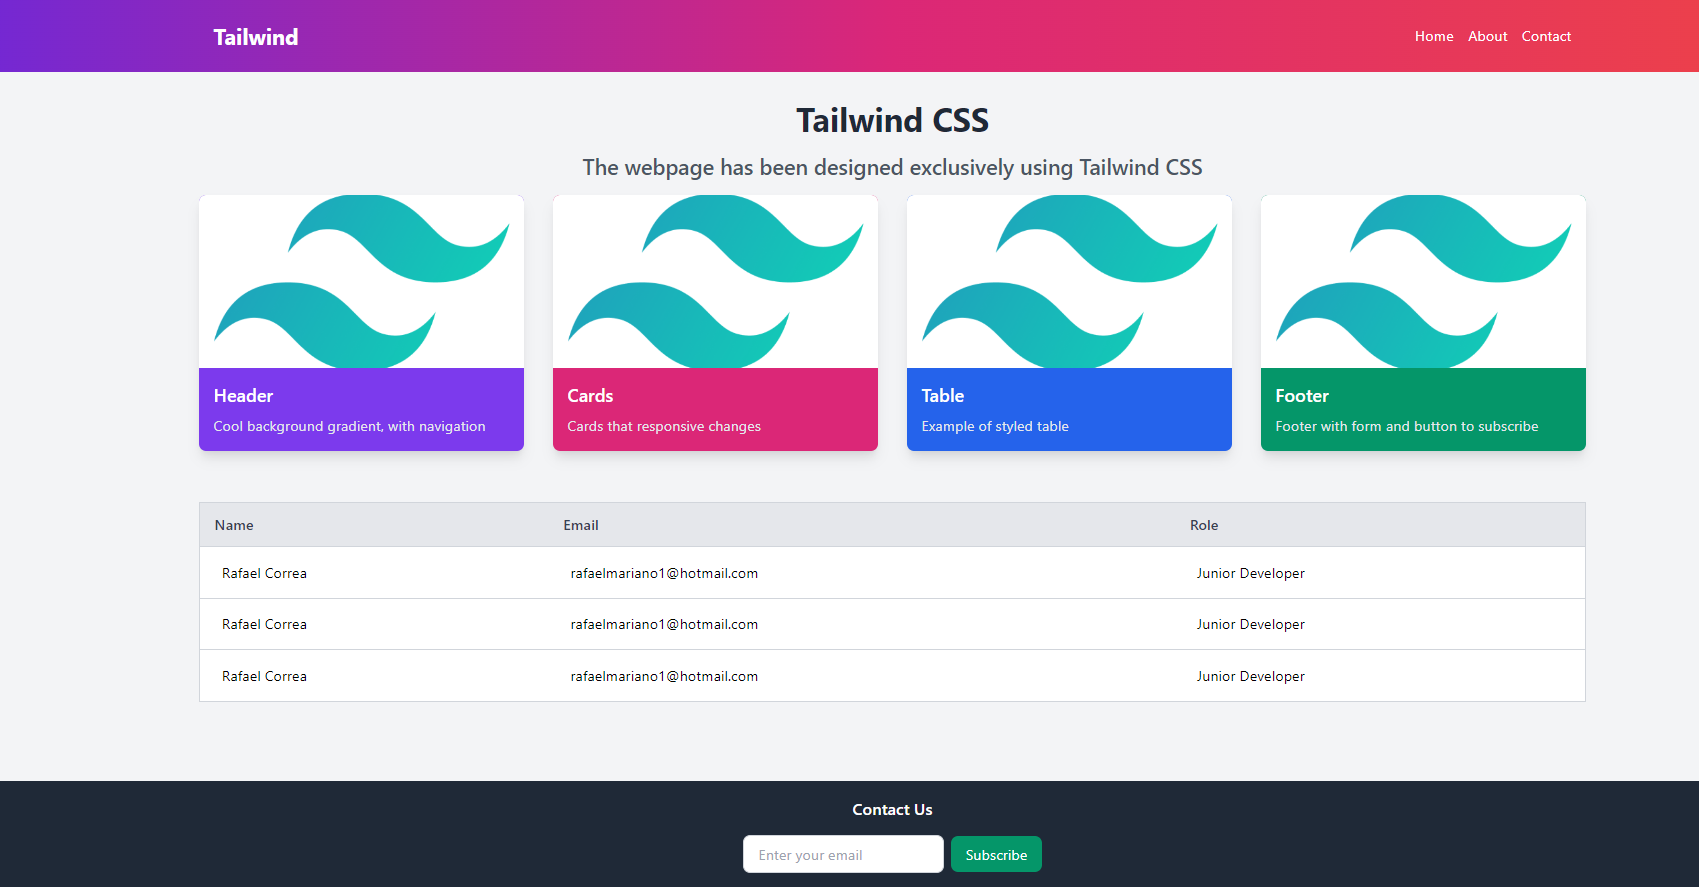 Tailwind
Home About Contact
Tailwind CSS
The webpage has been designed exclusively using Tailwind CSS
Header
Cool background gradient, with navigation
Cards
Cards that responsive changes
Table
Example of styled table
Footer
Footer with form and button to subscribe
Name Email Role
Rafael Correa rafaelmariano1@hotmail.com Junior Developer
Rafael Correa rafaelmariano1@hotmail.com Junior Developer
Rafael Correa rafaelmariano1@hotmail.com Junior Developer
Contact Us
Enter your email Subscribe